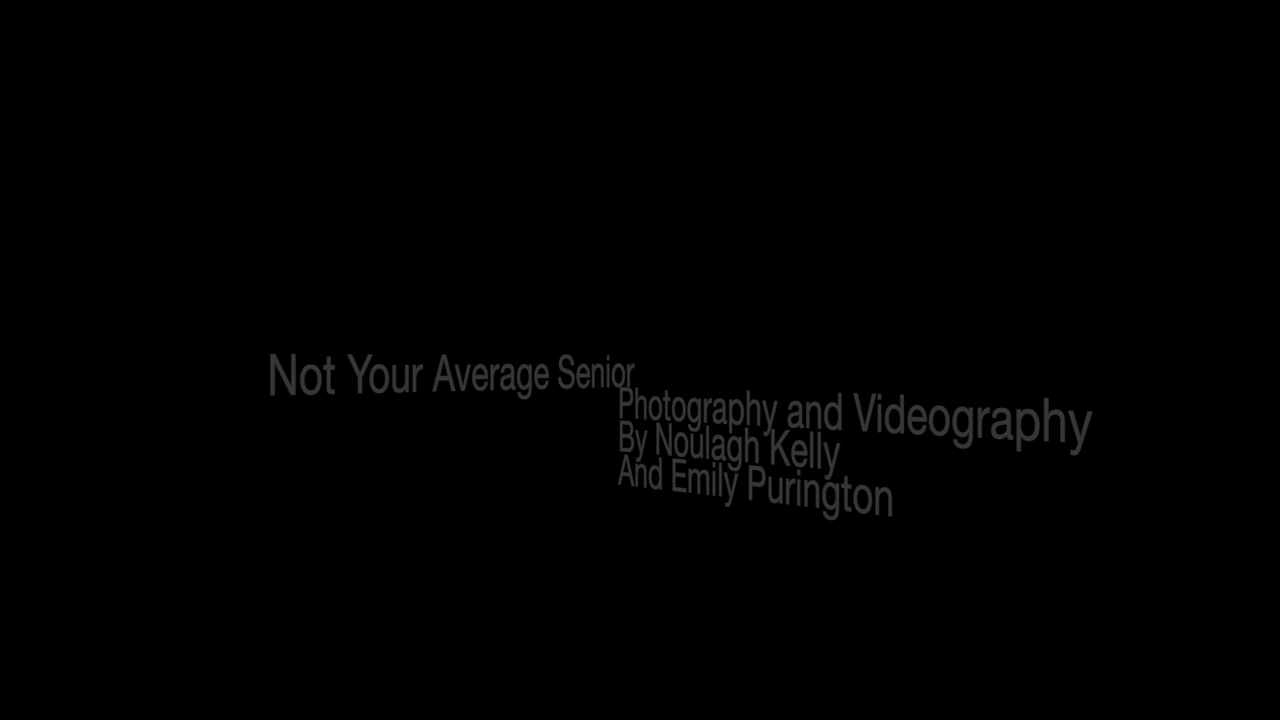 Not Your Average Senior
Photography and Videography
By Noulagh Kelly
And Emily Purington